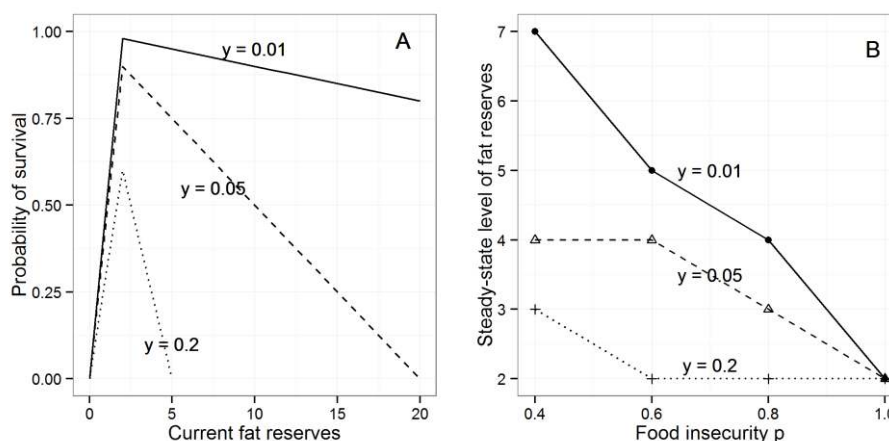 A
1.00
0.75
0.50
0.25
0.00
Probability of survival
y = 0.01
y = 0.05
y = 0.2
0
5
10
15
20
Current fat reserves
B
7
6
5
4
3
2
Steady-state level of fat reserves
y = 0.01
y = 0.05
y = 0.2
0.4
0.6
0.8
1.0
Food insecurity p